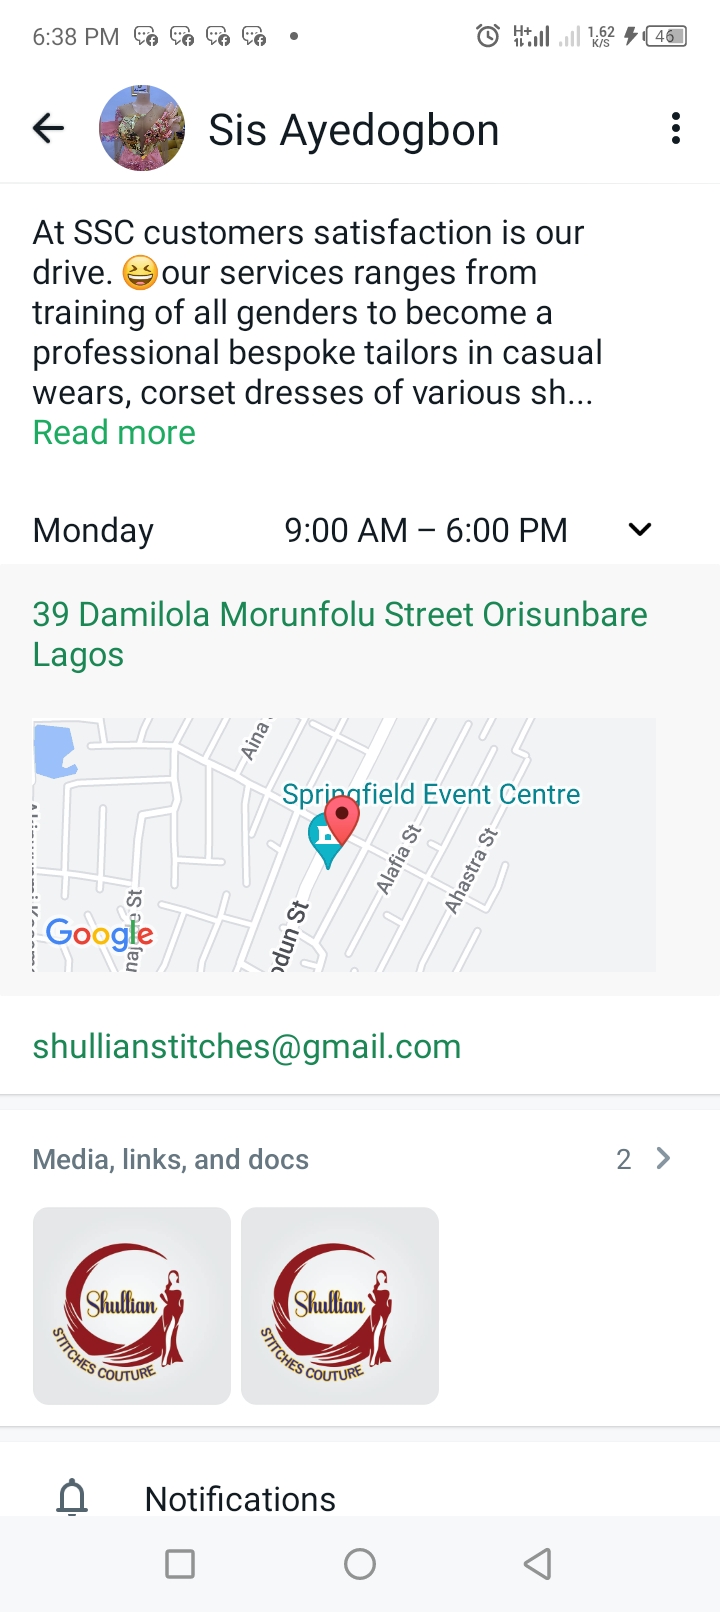 6:38 PM
H+
1.62
K/S
46
Sis Ayedogbon
At SSC customers satisfaction is our
drive. 😆our services ranges from
training of all genders to become a
professional bespoke tailors in casual
wears, corset dresses of various sh...
Read more
Monday 9:00 AM – 6:00 PM
39 Damilola Morunfolu Street Orisunbare
Lagos
Aina
Springfield Event Centre
Alafia St
Ahastra St
odun St
St
Google
shullianstitches@gmail.com
Media, links, and docs 2
Shullian
STITCHES COUTURE
Shullian
STITCHES COUTURE
Notifications